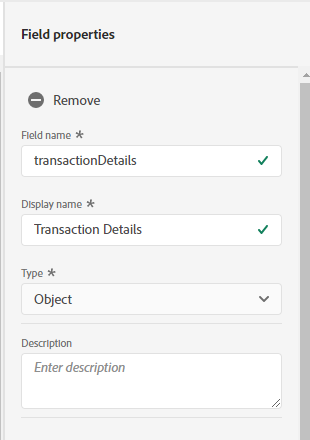 Field properties
Remove
Field name *
transactionDetails
Display name *
Transaction Details
Type *
Object
Description
Enter description